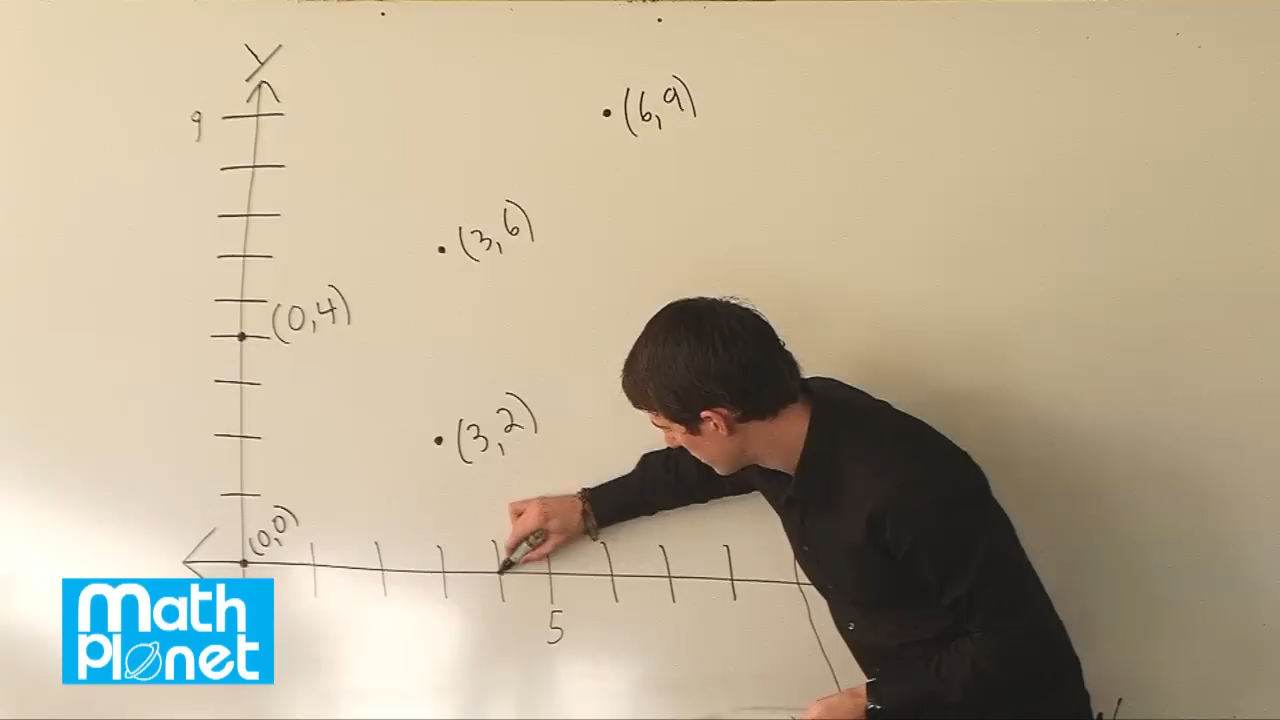 Y
9
(6,9)
(3,6)
(0,4)
(3,2)
(0,0)
5
Math
Planet